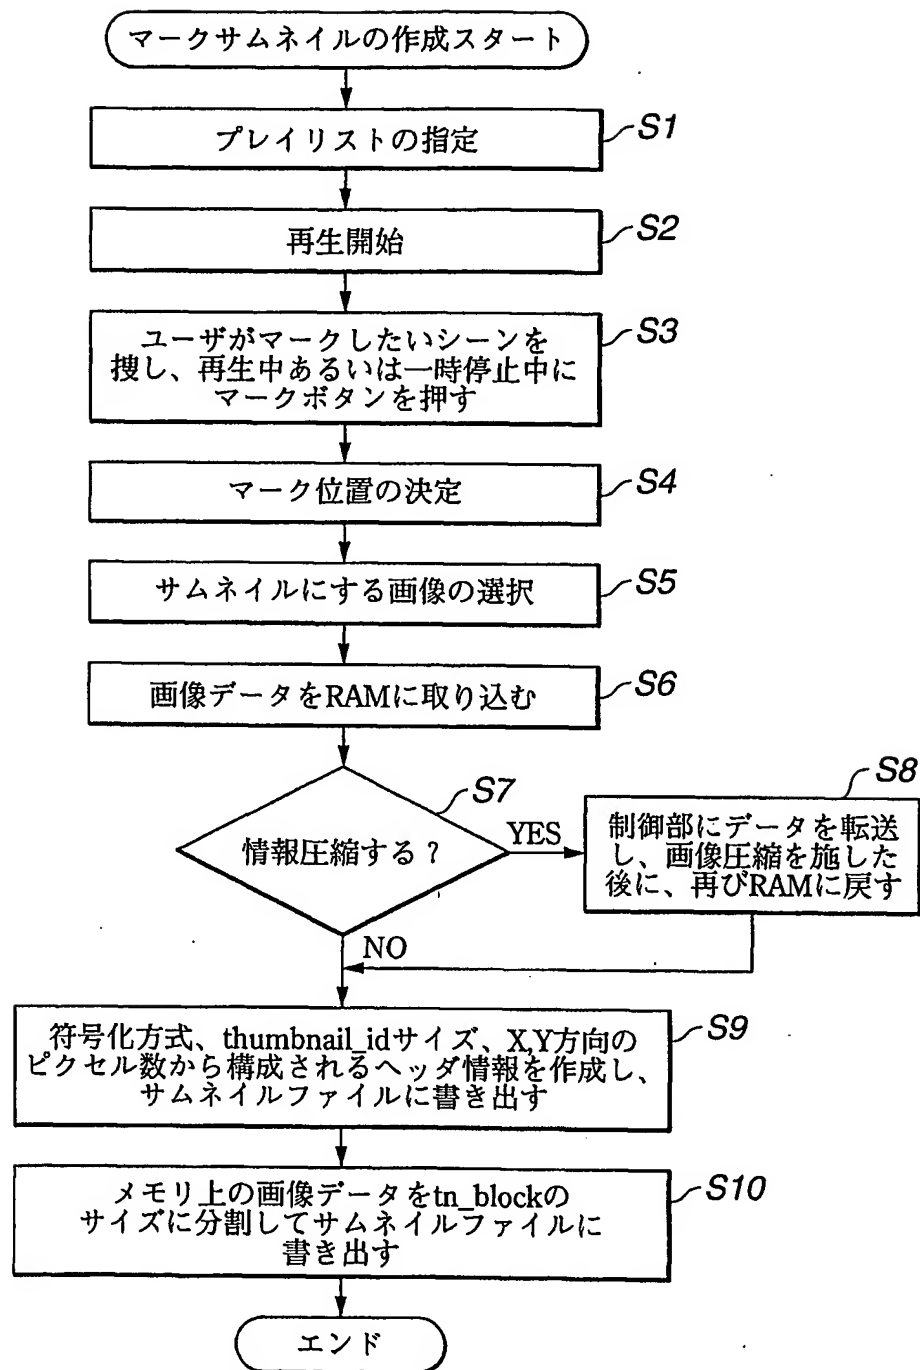 マークサムネイルの作成スタート
プレイリストの指定
S1
再生開始
S2
ユーザがマークしたいシーンを
捜し、再生中あるいは一時停止中に
マークボタンを押す
S3
マーク位置の決定
S4
サムネイルにする画像の選択
S5
画像データをRAMに取り込む
S6
情報圧縮する?
S7
YES
制御部にデータを転送
し、画像圧縮を施した
後に、再びRAMに戻す
S8
NO
符号化方式、thumbnail_idサイズ、X,Y方向の
ピクセル数から構成されるヘッダ情報を作成し、
サムネイルファイルに書き出す
S9
メモリ上の画像データをtn_blockの
サイズに分割してサムネイルファイルに
書き出す
S10
エンド